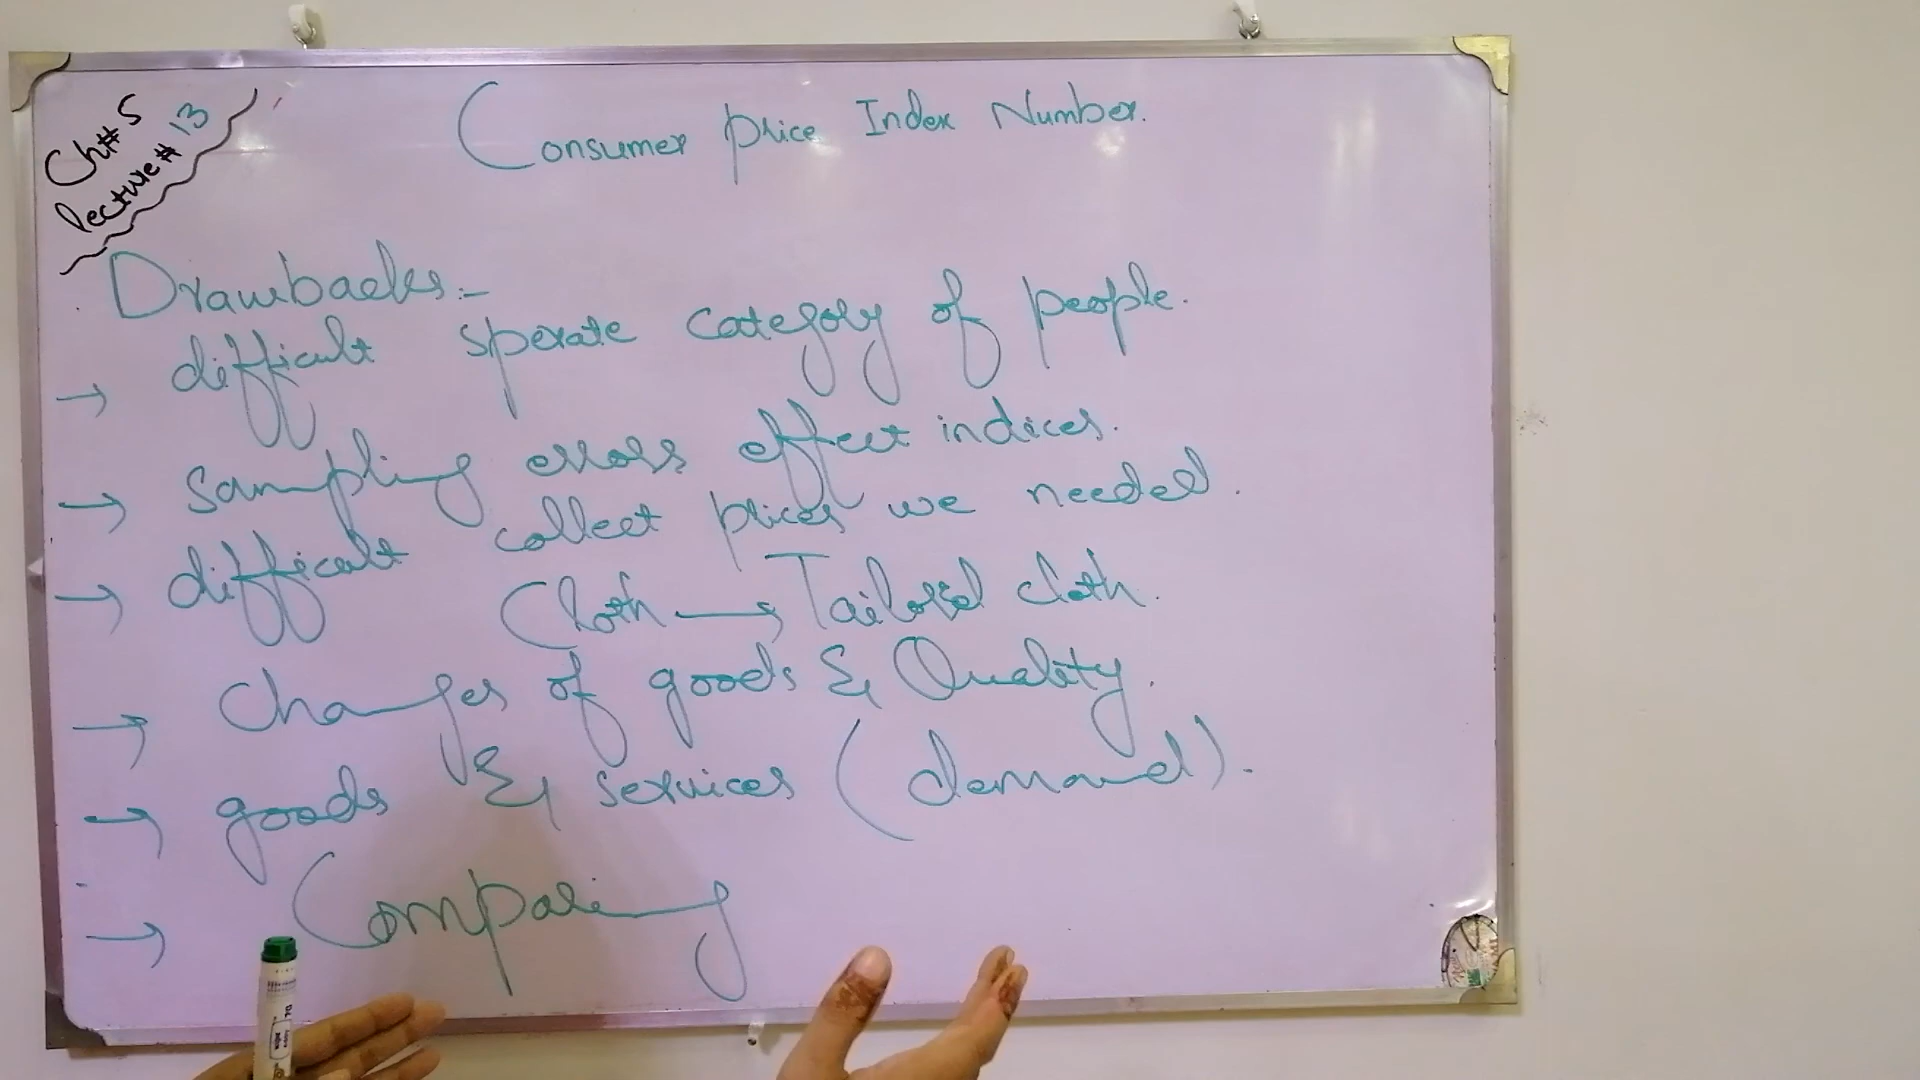 Ch# 5
lecture# 13
Consumer price Index Number.
Drawbacks:-
→ difficult sperate category of people.
→ Sampling errors effect indices.
→ difficult collect prices we needed.
Cloth → Tailored cloth.
→ Changes of goods & Quality.
→ goods & services (demand).
→ Comparing